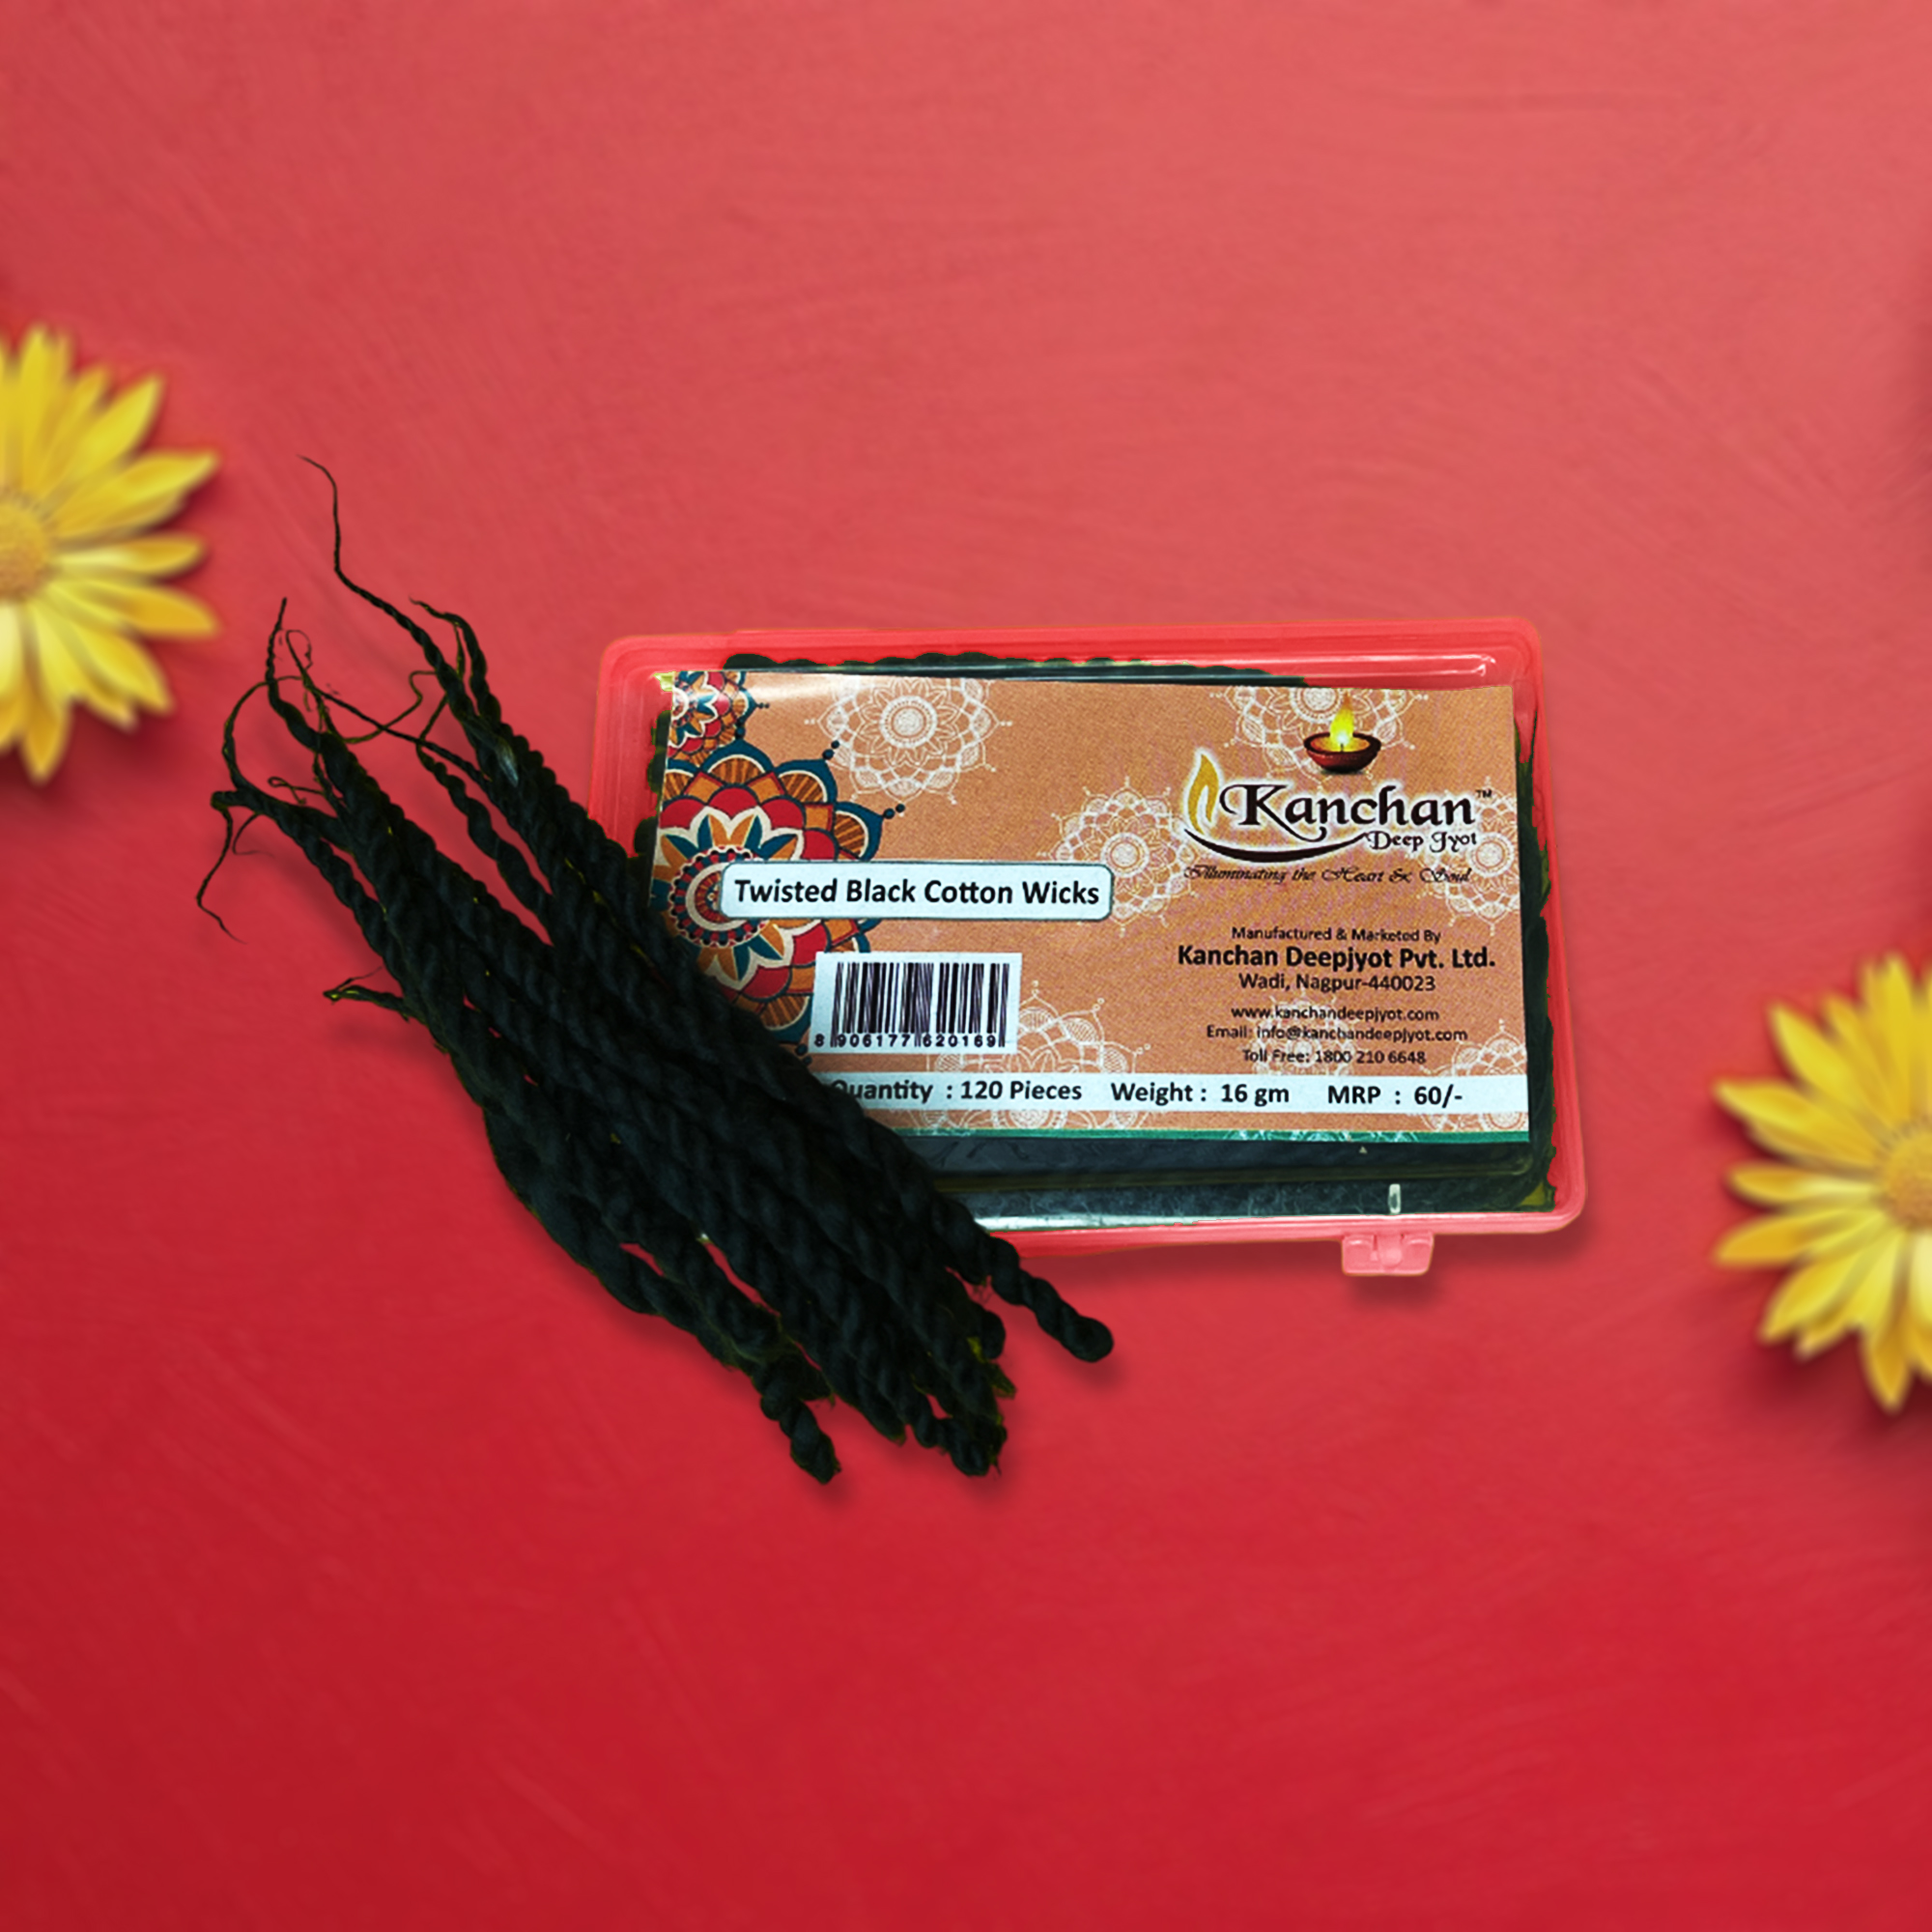 Kanchan™
Deep Jyot
Illuminating the Heart & Soul
Twisted Black Cotton Wicks
Manufactured & Marketed By
Kanchan Deepjyot Pvt. Ltd.
Wadi, Nagpur-440023
www.kanchandeepjyot.com
Email: info@kanchandeepjyot.com
Toll Free: 1800 210 6648
8 906177 620169
Quantity : 120 Pieces Weight : 16 gm MRP : 60/-